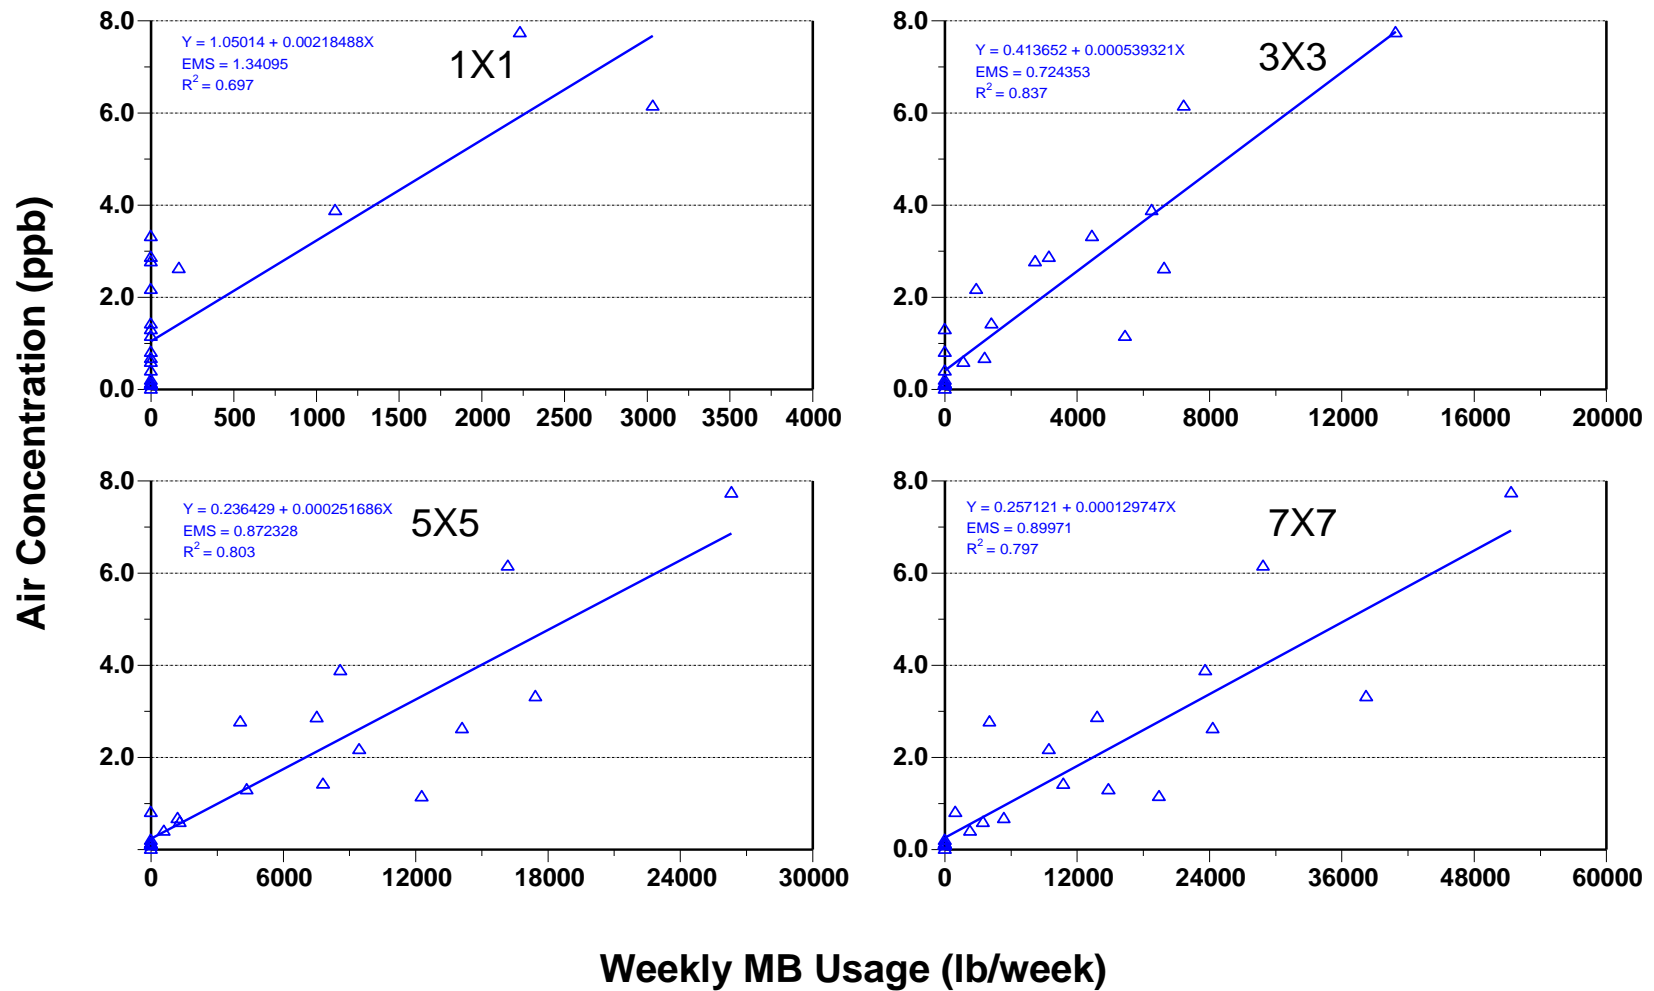 Air Concentration (ppb)
8.0
6.0
4.0
2.0
0.0
Y = 1.05014 + 0.00218488X
EMS = 1.34095
R2 = 0.697
1X1
0 500 1000 1500 2000 2500 3000 3500 4000
8.0
6.0
4.0
2.0
0.0
Y = 0.413652 + 0.000539321X
EMS = 0.724353
R2 = 0.837
3X3
0 4000 8000 12000 16000 20000
8.0
6.0
4.0
2.0
Y = 0.236429 + 0.000251686X
EMS = 0.872328
R2 = 0.803
5X5
0 6000 12000 18000 24000 30000
8.0
6.0
4.0
2.0
0.0
Y = 0.257121 + 0.000129747X
EMS = 0.89971
R2 = 0.797
7X7
0 12000 24000 36000 48000 60000
Weekly MB Usage (lb/week)